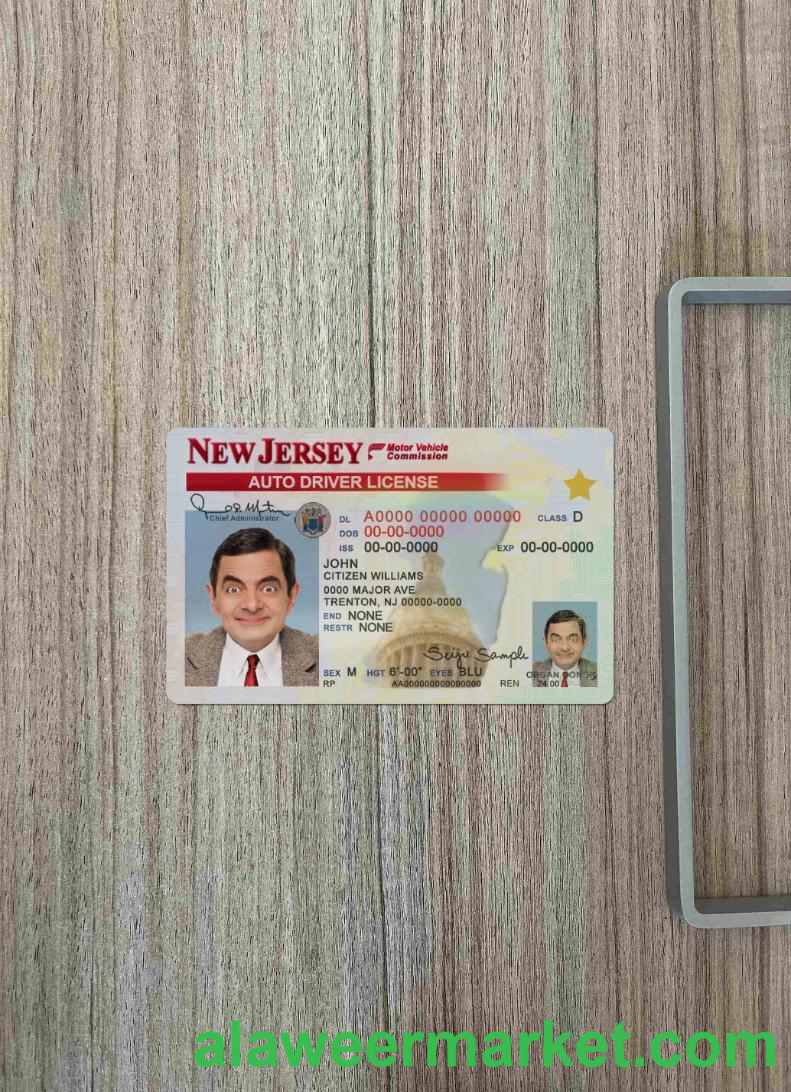 NEW JERSEY Motor Vehicle
Commission
AUTO DRIVER LICENSE
Chief Administrator
DL A0000 00000 00000 CLASS D
DOB 00-00-0000
ISS 00-00-0000 EXP 00-00-0000
JOHN
CITIZEN WILLIAMS
0000 MAJOR AVE
TRENTON, NJ 00000-0000
END NONE
RESTR NONE
Sample
SEX M HGT 6'-00" EYES BLU ORGAN DONOR
RP AA000000000000000 REN 24.00
alaweermarket.com